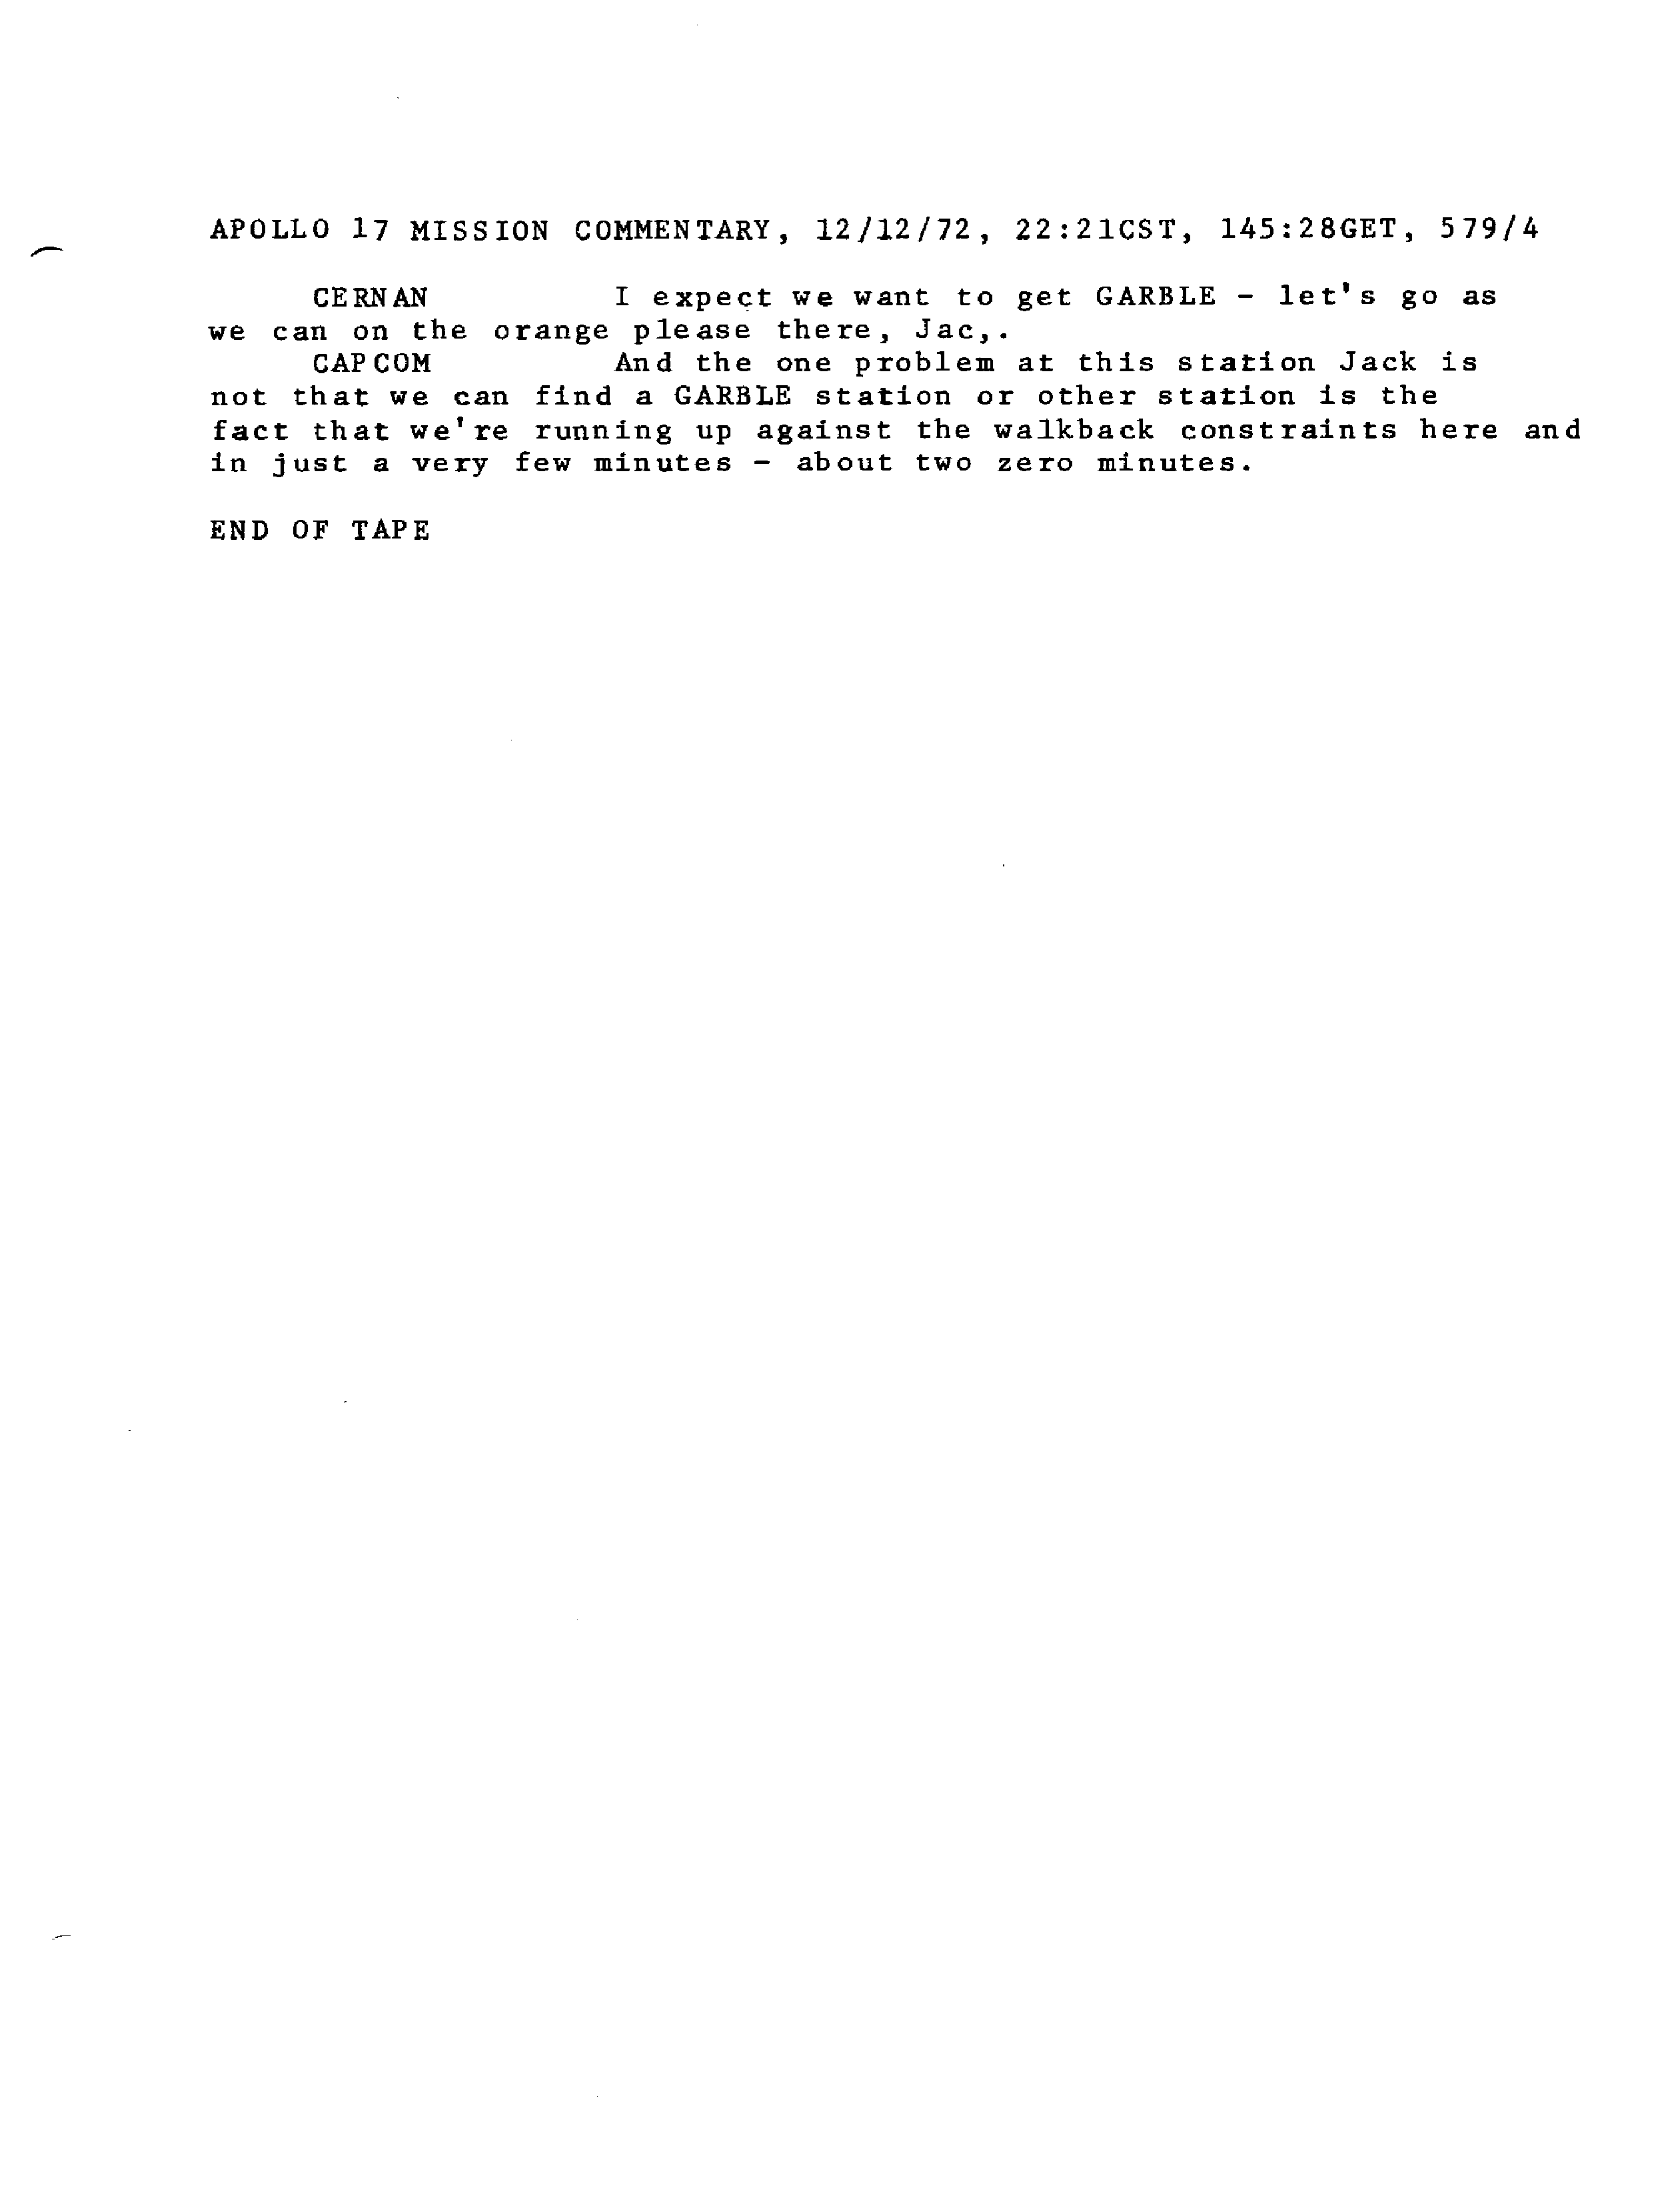 APOLLO 17 MISSION COMMENTARY, 12/12/72, 22:21CST, 145:28GET, 579/4
CERNAN I expect we want to get GARBLE - let's go as
we can on the orange please there, Jac,.
CAPCOM And the one problem at this station Jack is
not that we can find a GARBLE station or other station is the
fact that we're running up against the walkback constraints here and
in just a very few minutes - about two zero minutes.
END OF TAPE